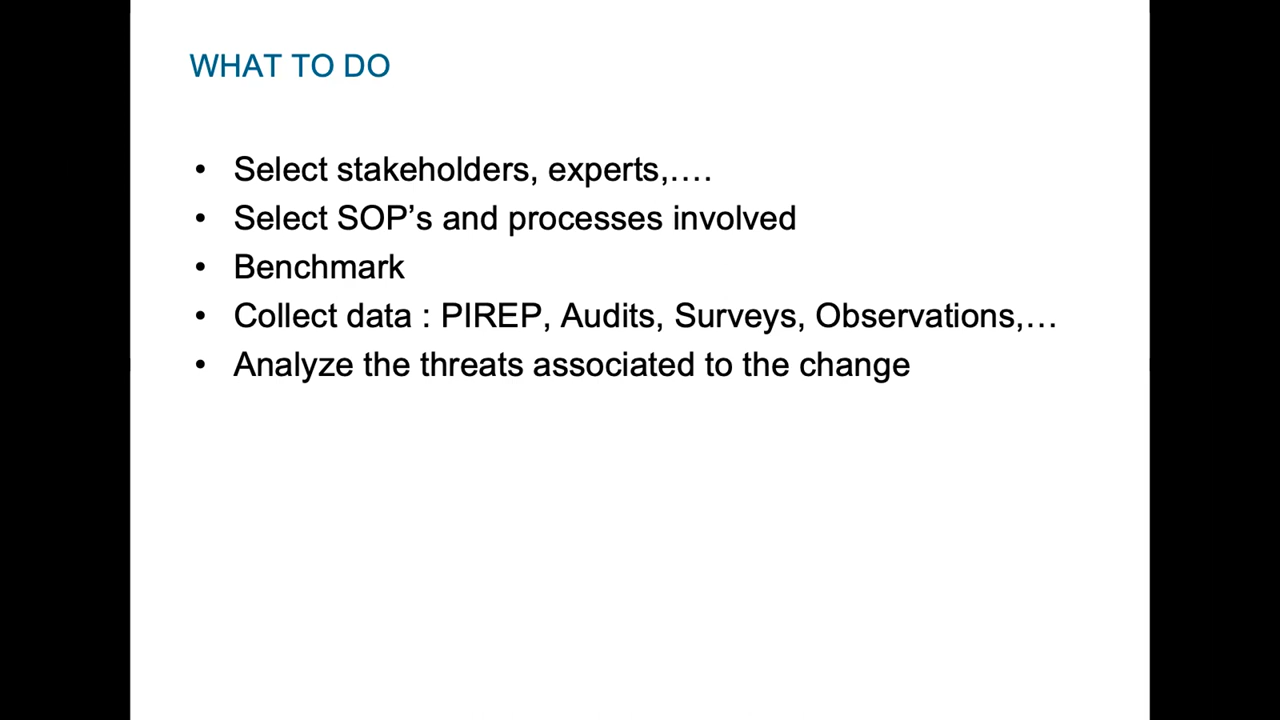 WHAT TO DO
• Select stakeholders, experts,….
• Select SOP’s and processes involved
• Benchmark
• Collect data : PIREP, Audits, Surveys, Observations,…
• Analyze the threats associated to the change